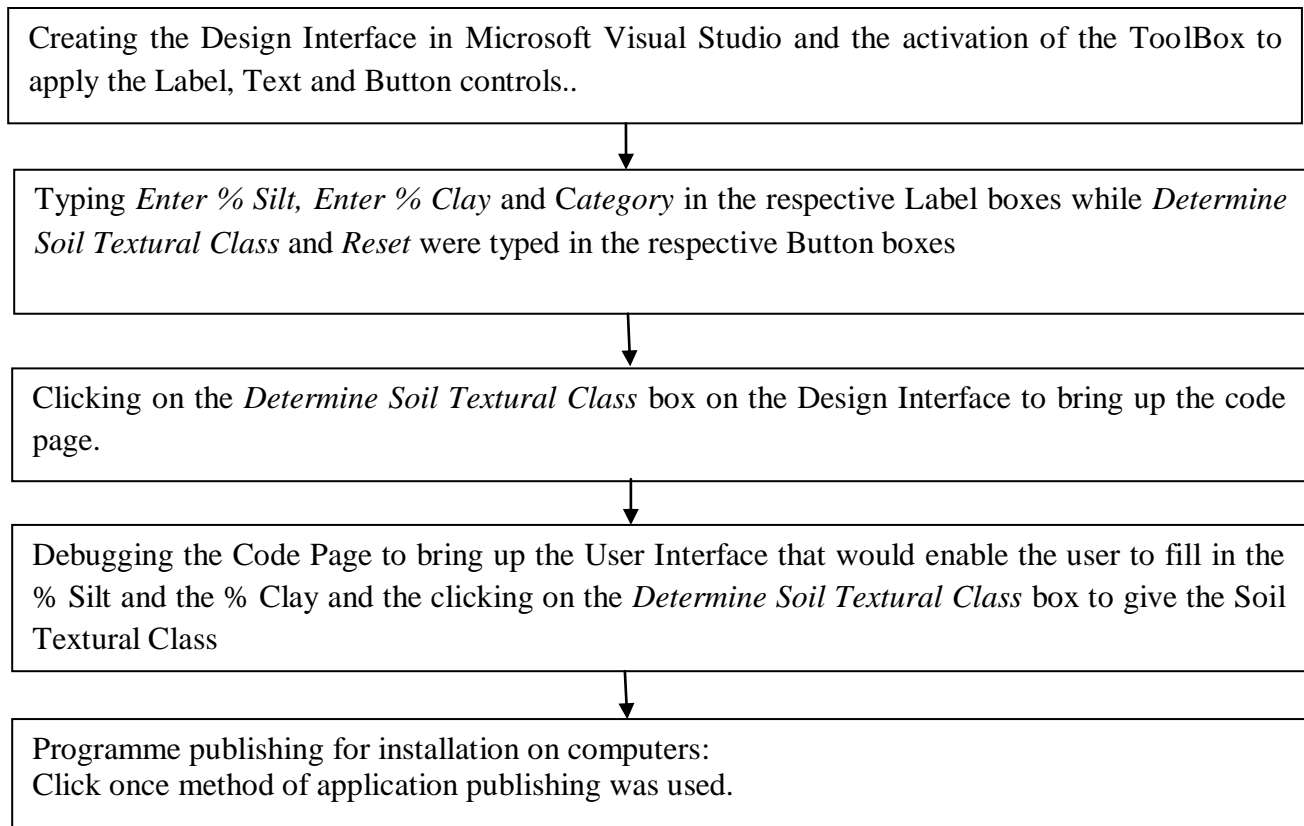 Creating the Design Interface in Microsoft Visual Studio and the activation of the ToolBox to
apply the Label, Text and Button controls..
Typing Enter % Silt, Enter % Clay and Category in the respective Label boxes while Determine
Soil Textural Class and Reset were typed in the respective Button boxes
Clicking on the Determine Soil Textural Class box on the Design Interface to bring up the code
page.
Debugging the Code Page to bring up the User Interface that would enable the user to fill in the
% Silt and the % Clay and the clicking on the Determine Soil Textural Class box to give the Soil
Textural Class
Programme publishing for installation on computers:
Click once method of application publishing was used.